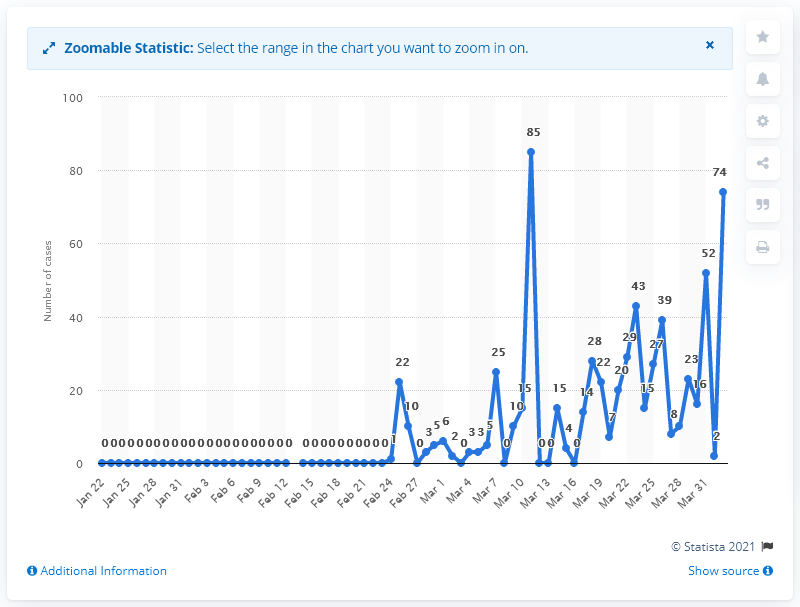 Zoomable Statistic: Select the range in the chart you want to zoom in on. ×
100
80
60
40
20
0
Number of cases
0 0 0 0 0 0 0 0 0 0 0 0 0 0 0 0 0 0 0 0 0 0 0 0 0 0 0 0 0 0 0 0 1 22 10 0 3 5 6 2 0 3 3 5 25 0 10 15 85 0 0 15 4 0 14 28 22 7 20 29 43 15 27 39 8 23 16 52 2 74
Jan 22 Jan 25 Jan 28 Jan 31 Feb 3 Feb 6 Feb 9 Feb 12 Feb 15 Feb 18 Feb 21 Feb 24 Feb 27 Mar 1 Mar 4 Mar 7 Mar 10 Mar 13 Mar 16 Mar 19 Mar 22 Mar 25 Mar 28 Mar 31
© Statista 2021
Additional Information
Show source